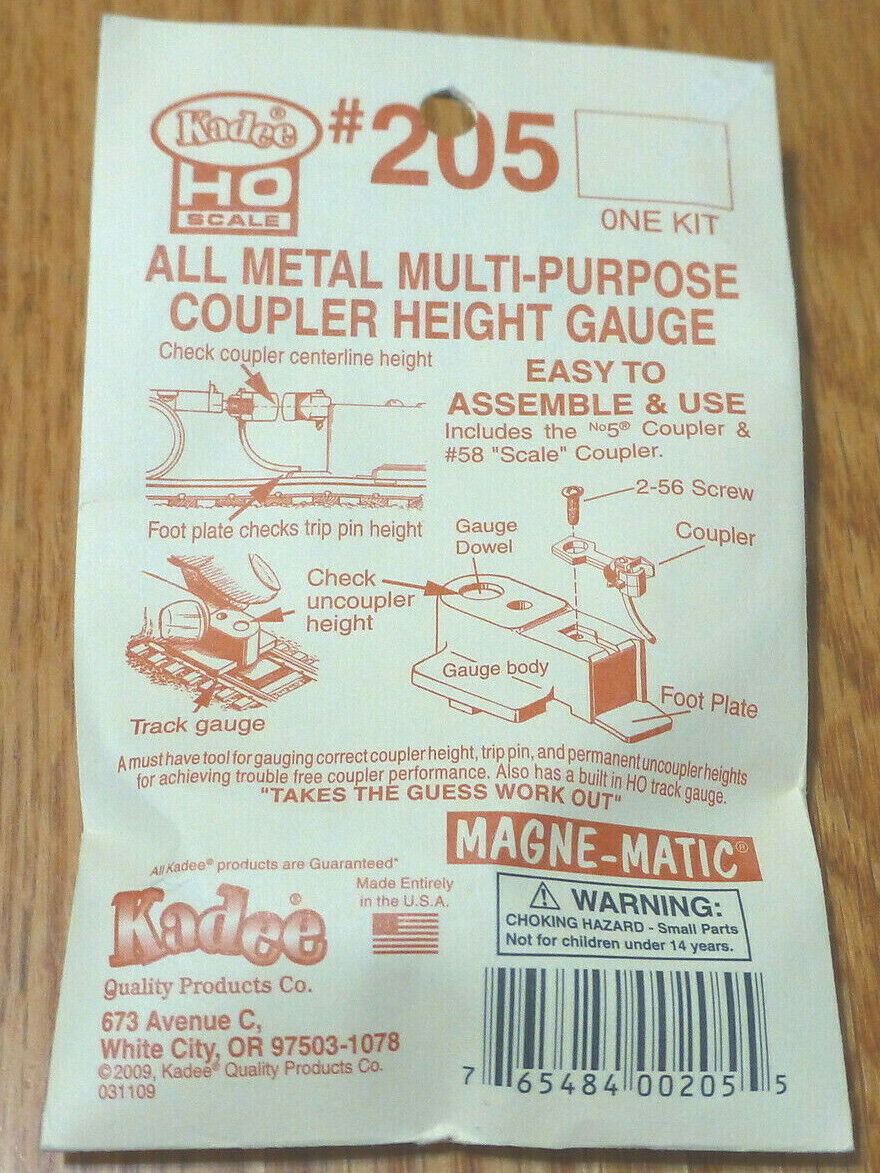 Kadee®
HO
SCALE
#205
ONE KIT
ALL METAL MULTI-PURPOSE
COUPLER HEIGHT GAUGE
Check coupler centerline height
EASY TO
ASSEMBLE & USE
Includes the No5® Coupler &
#58 "Scale" Coupler.
Foot plate checks trip pin height
2-56 Screw
Gauge
Dowel
Coupler
Check
uncoupler
height
Gauge body
Foot Plate
Track gauge
A must have tool for gauging correct coupler height, trip pin, and permanent uncoupler heights
for achieving trouble free coupler performance. Also has a built in HO track gauge.
"TAKES THE GUESS WORK OUT"
MAGNE-MATIC®
All Kadee® products are Guaranteed"
Made Entirely
in the U.S.A.
Kadee®
Quality Products Co.
673 Avenue C,
White City, OR 97503-1078
©2009, Kadee® Quality Products Co.
031109
WARNING:
CHOKING HAZARD - Small Parts
Not for children under 14 years.
7 65484 00205 5